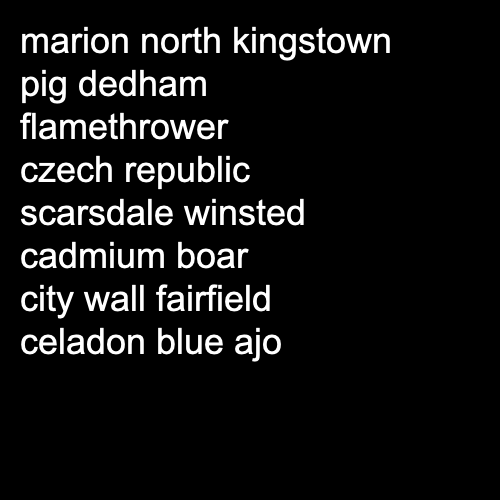 marion north kingstown
pig dedham
flamethrower
czech republic
scarsdale winsted
cadmium boar
city wall fairfield
celadon blue ajo